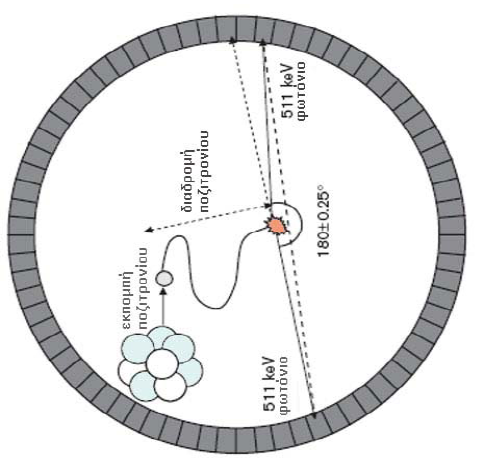 εκπομπή
ποζιτρονίου
διαδρομή
ποζιτρονίου
511 keV
φωτόνιο
180±0.25°
511 keV
φωτόνιο